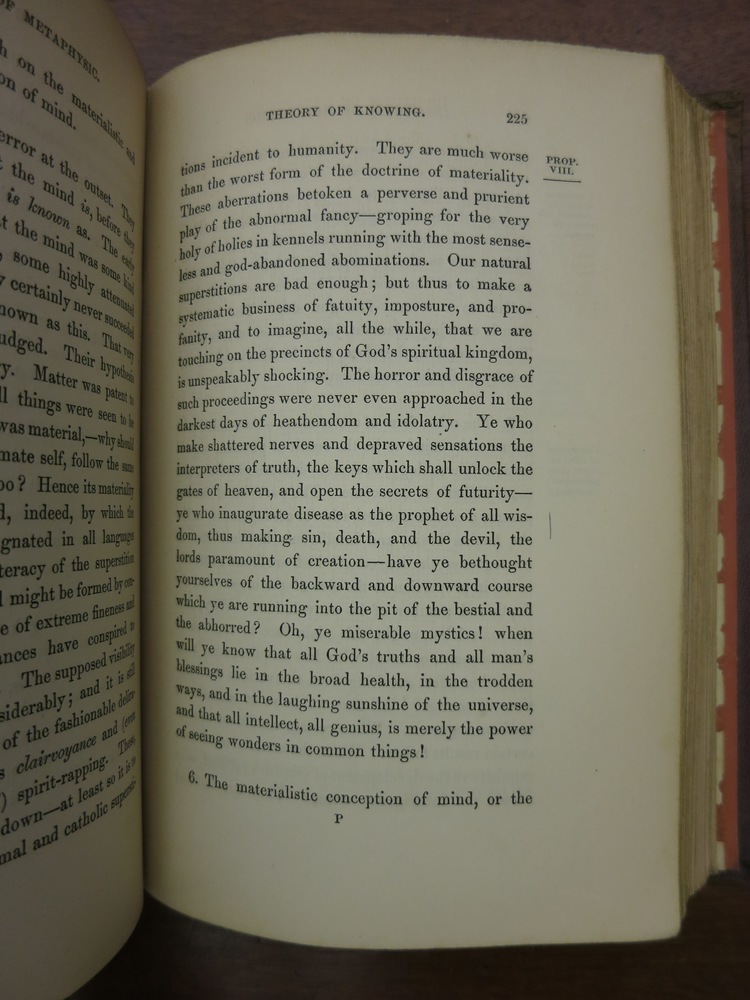 OF METAPHYSIC.
on the materialistic and
on of mind.
error at the outset. They
the mind is, before they
is known as. The early
t the mind was some kind
, some highly attenuated
certainly never succeeded
nown as this. That very
udged. Their hypothesis
y. Matter was patent to
ll things were seen to be
was material,—why should
mate self, follow the same
oo? Hence its materiality
d, indeed, by which the
gnated in all languages
teracy of the superstition
might be formed by con-
e of extreme fineness and
ances have conspired to
The supposed visibility
siderably; and it is still
of the fashionable
s clairvoyance and (even
) spirit-rapping. These,
down—at least so it is to
mal and catholic supersti-
THEORY OF KNOWING.
225
PROP.
VIII.
tions incident to humanity. They are much worse
than the worst form of the doctrine of materiality.
These aberrations betoken a perverse and prurient
play of the abnormal fancy—groping for the very
holy of holies in kennels running with the most sense-
less and god-abandoned abominations. Our natural
superstitions are bad enough; but thus to make a
systematic business of fatuity, imposture, and pro-
fanity, and to imagine, all the while, that we are
touching on the precincts of God's spiritual kingdom,
is unspeakably shocking. The horror and disgrace of
such proceedings were never even approached in the
darkest days of heathendom and idolatry. Ye who
make shattered nerves and depraved sensations the
interpreters of truth, the keys which shall unlock the
gates of heaven, and open the secrets of futurity—
ye who inaugurate disease as the prophet of all wis-
dom, thus making sin, death, and the devil, the
lords paramount of creation—have ye bethought
yourselves of the backward and downward course
which ye are running into the pit of the bestial and
the abhorred? Oh, ye miserable mystics! when
will ye know that all God's truths and all man's
blessings lie in the broad health, in the trodden
ways, and in the laughing sunshine of the universe,
and that all intellect, all genius, is merely the power
of seeing wonders in common things!
6. The materialistic conception of mind, or the
P